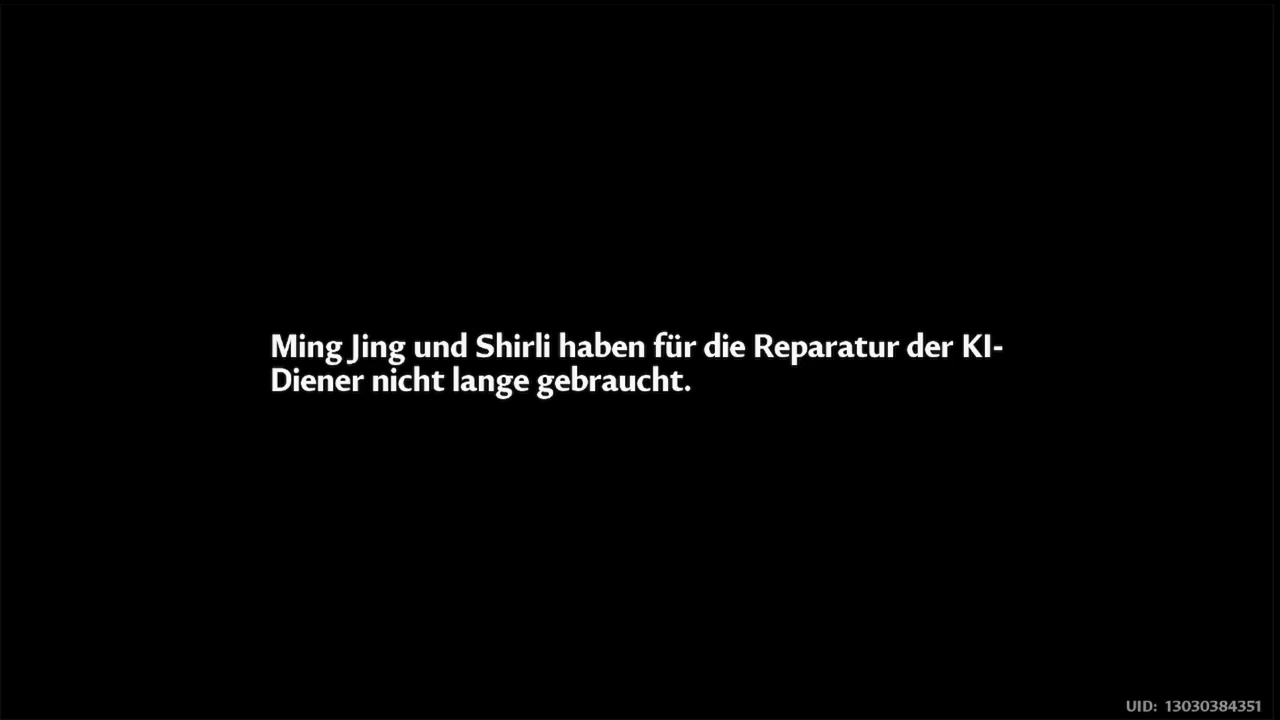 Ming Jing und Shirli haben für die Reparatur der KI-
Diener nicht lange gebraucht.
UID: 13030384351